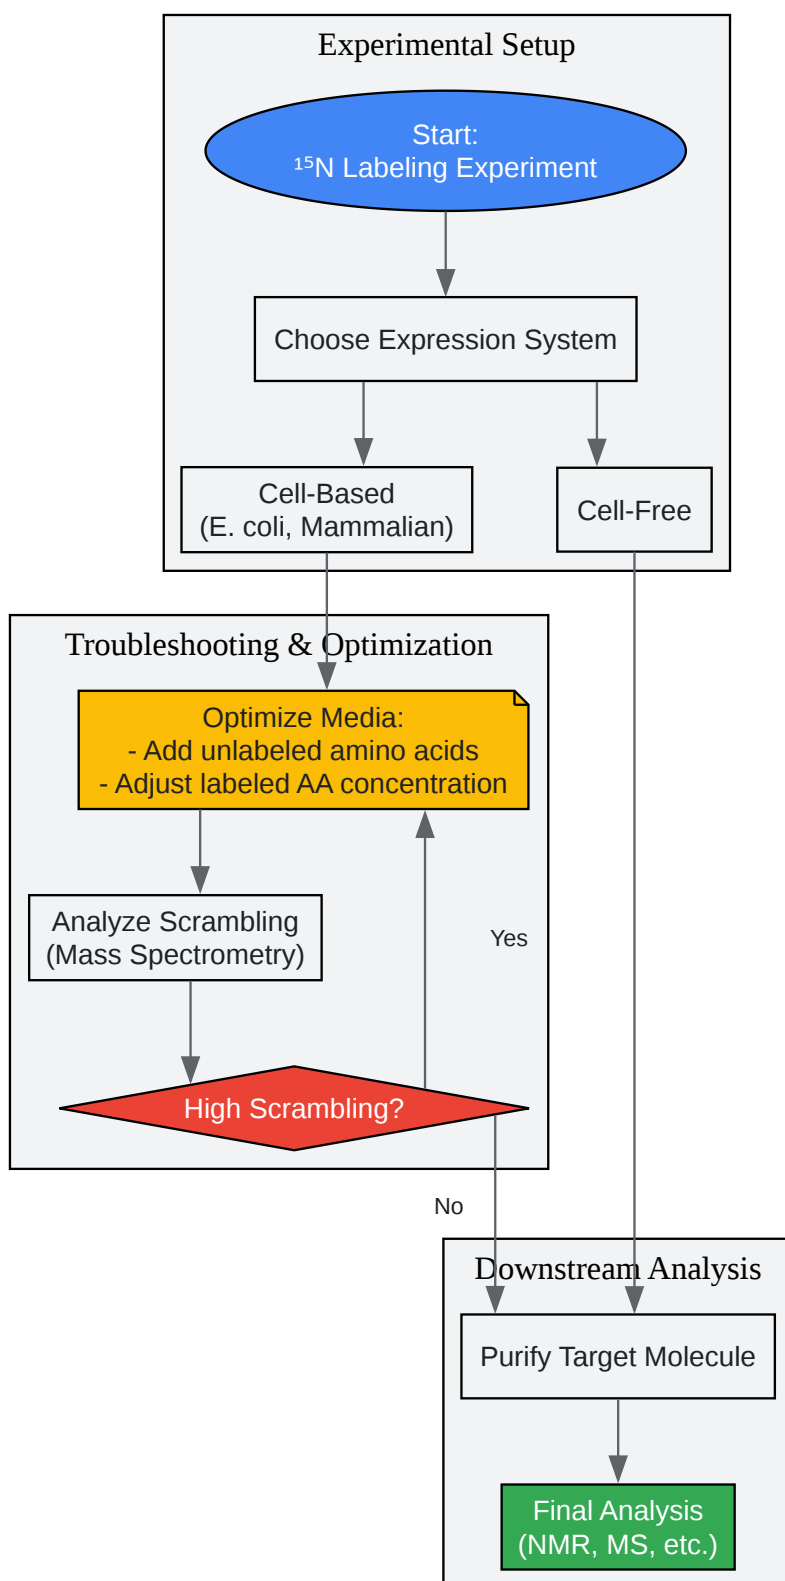 Experimental Setup
Start:
¹⁵N Labeling Experiment
Choose Expression System
Cell-Based
(E. coli, Mammalian)
Cell-Free
Troubleshooting & Optimization
Optimize Media:
- Add unlabeled amino acids
- Adjust labeled AA concentration
Analyze Scrambling
(Mass Spectrometry)
Yes
High Scrambling?
No
Downstream Analysis
Purify Target Molecule
Final Analysis
(NMR, MS, etc.)